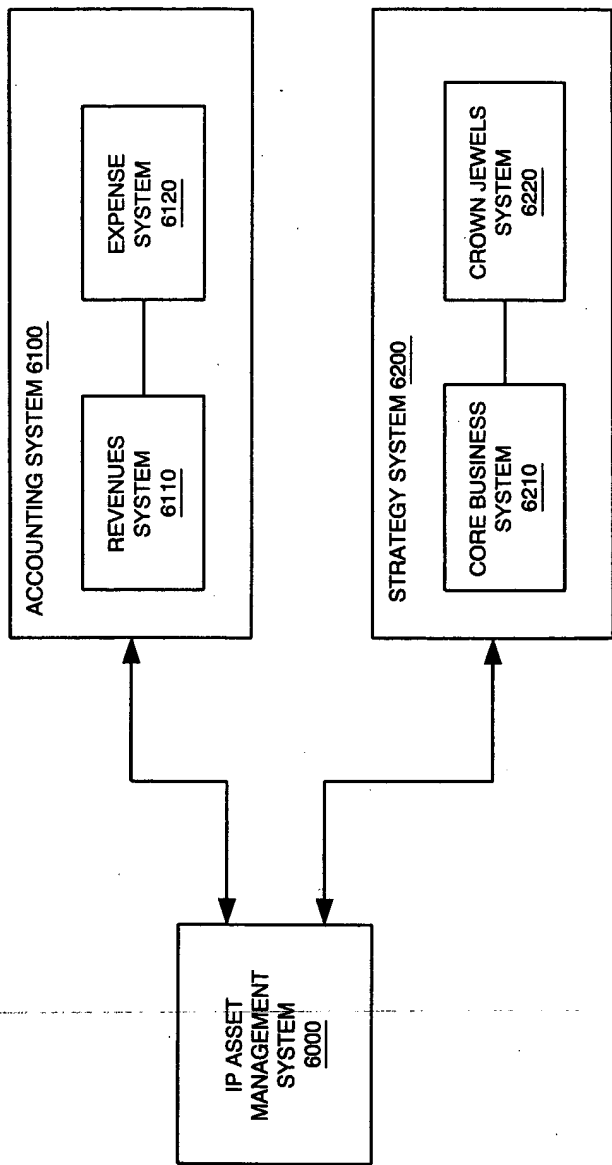 IP ASSET
MANAGEMENT
SYSTEM
6000
ACCOUNTING SYSTEM 6100
REVENUES
SYSTEM
6110
EXPENSE
SYSTEM
6120
STRATEGY SYSTEM 6200
CORE BUSINESS
SYSTEM
6210
CROWN JEWELS
SYSTEM
6220